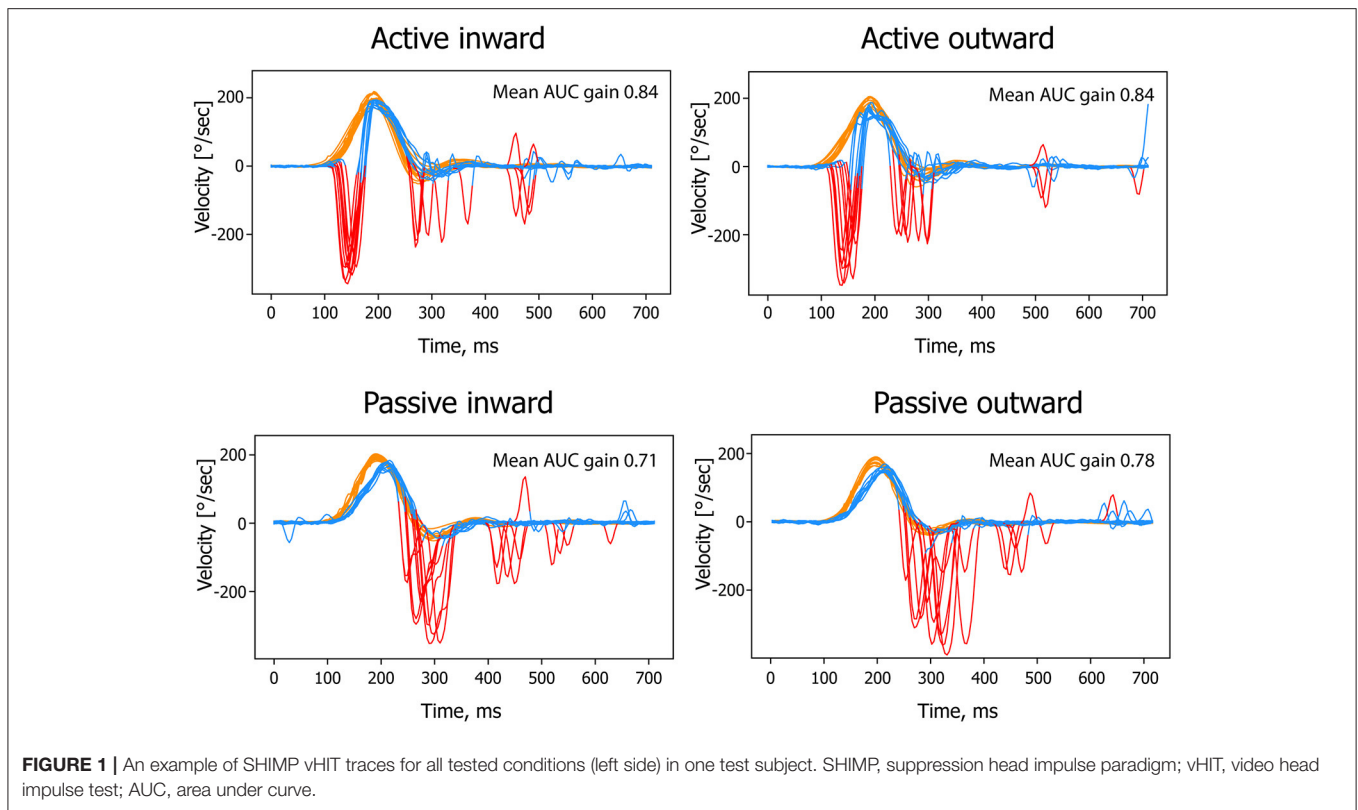 Active inward
Active outward
Mean AUC gain 0.84
Mean AUC gain 0.84
Velocity [°/sec]
200
0
-200
0 100 200 300 400 500 600 700
Time, ms
Velocity [°/sec]
200
0
-200
0 100 200 300 400 500 600 700
Time, ms
Passive inward
Passive outward
Mean AUC gain 0.71
Mean AUC gain 0.78
Velocity [°/sec]
200
0
-200
0 100 200 300 400 500 600 700
Time, ms
Velocity [°/sec]
200
0
-200
0 100 200 300 400 500 600 700
Time, ms
FIGURE 1 | An example of SHIMP vHIT traces for all tested conditions (left side) in one test subject. SHIMP, suppression head impulse paradigm; vHIT, video head
impulse test; AUC, area under curve.